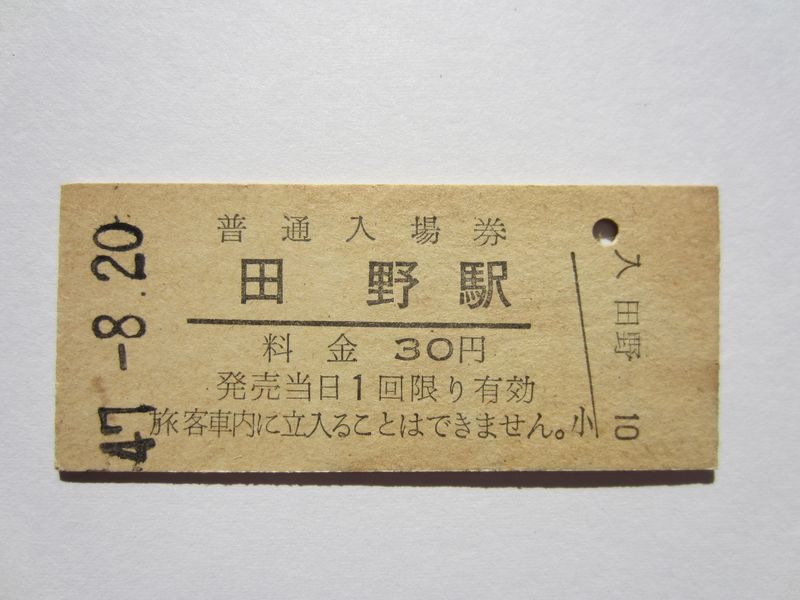 普通入場券
田野駅
料金 30円
発売当日1回限り有効
旅客車内に立入ることはできません。
小
入 田野 10
47.-8.20